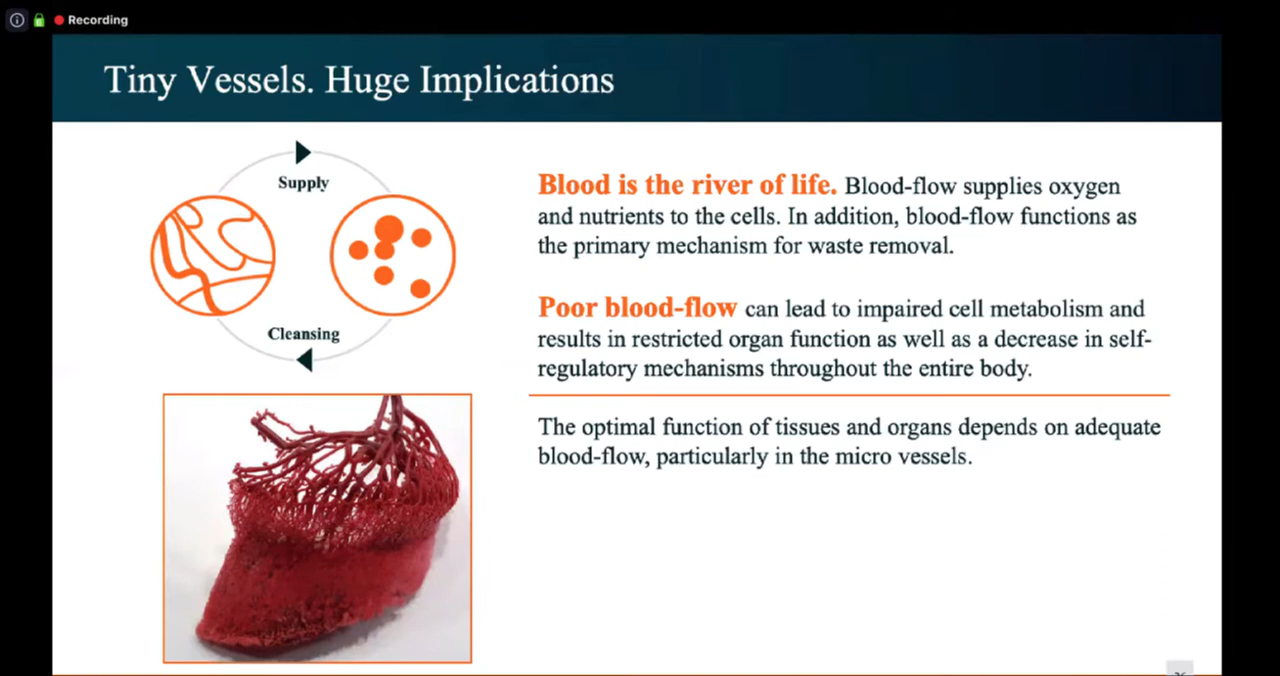 Recording
Tiny Vessels. Huge Implications
Supply
Cleansing
Blood is the river of life. Blood-flow supplies oxygen
and nutrients to the cells. In addition, blood-flow functions as
the primary mechanism for waste removal.
Poor blood-flow can lead to impaired cell metabolism and
results in restricted organ function as well as a decrease in self-
regulatory mechanisms throughout the entire body.
The optimal function of tissues and organs depends on adequate
blood-flow, particularly in the micro vessels.